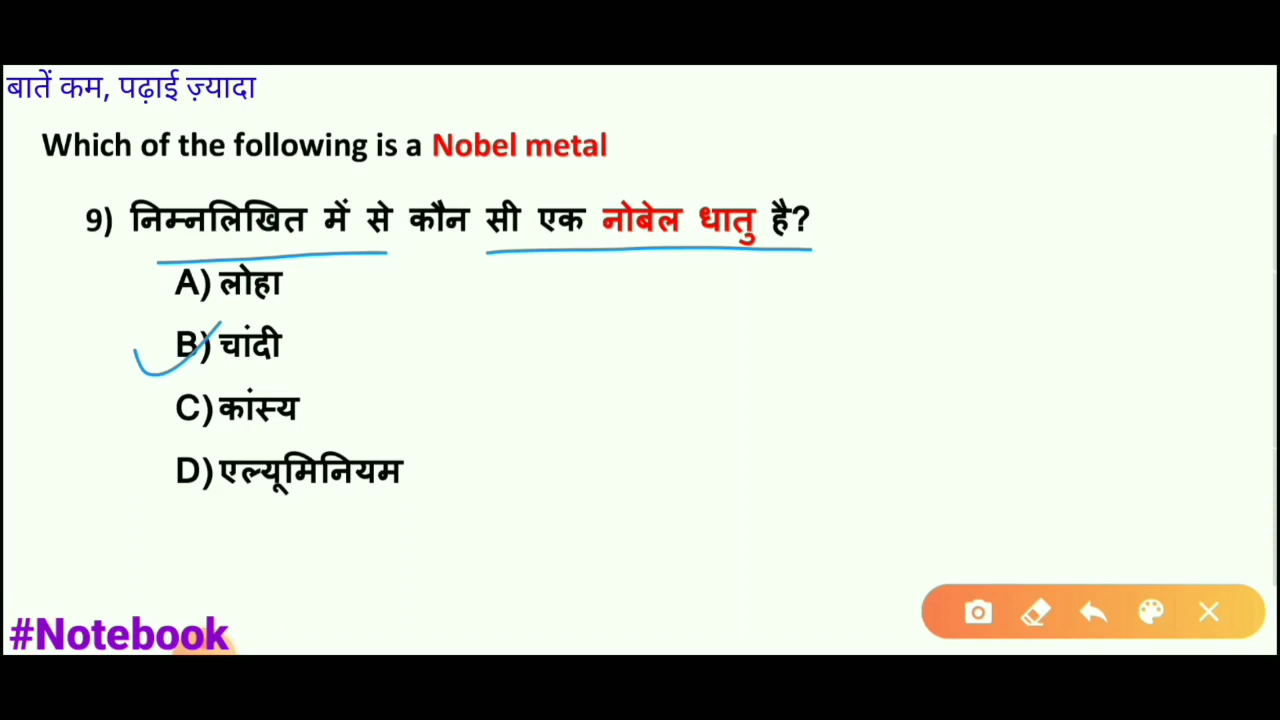 बातें कम, पढ़ाई ज़्यादा
Which of the following is a Nobel metal
9) निम्नलिखित में से कौन सी एक नोबेल धातु है?
A) लोहा
B) चांदी
C) कांस्य
D) एल्यूमिनियम
#Notebook